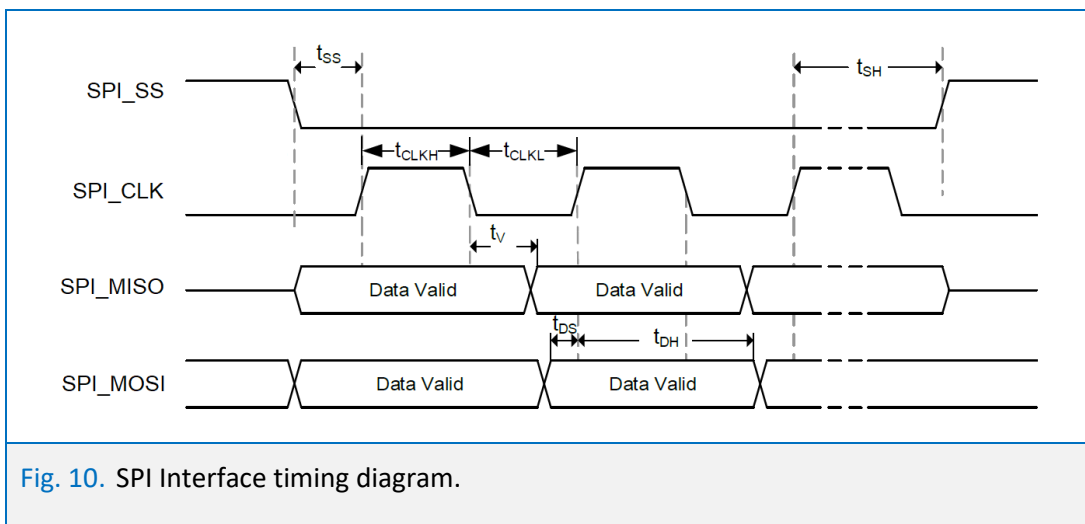 tSS
tSH
SPI_SS
tCLKH
tCLKL
SPI_CLK
tV
SPI_MISO
Data Valid
Data Valid
tDS
tDH
SPI_MOSI
Data Valid
Data Valid
Fig. 10. SPI Interface timing diagram.